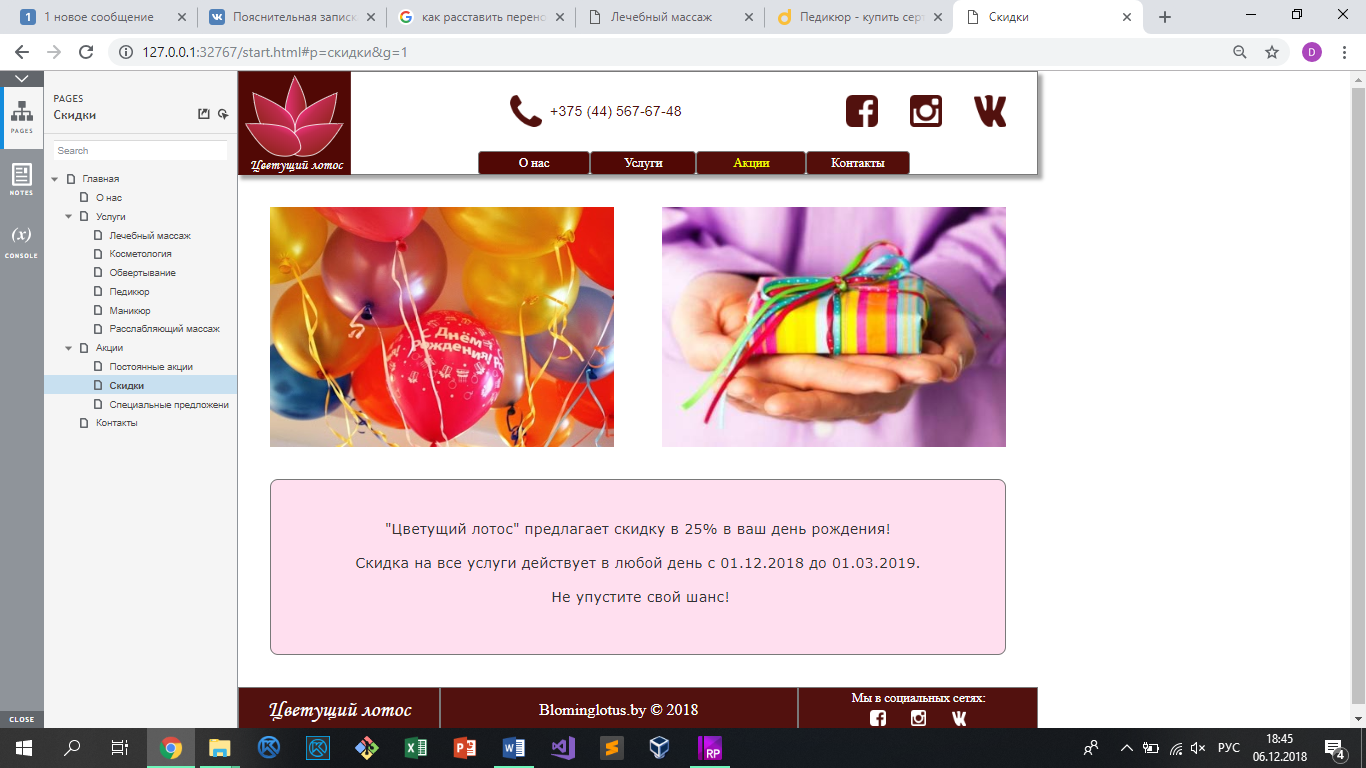 1 новое сообщение
Пояснительная записк
как расставить перенс
Лечебный массаж
Педикюр - купить серт
Скидки
127.0.0.1:32767/start.html#p=скидки&g=1
D
PAGES
Скидки
Search
PAGES
NOTES
(x)
CONSOLE
CLOSE
Главная
О нас
Услуги
Лечебный массаж
Косметология
Обвертывание
Педикюр
Маникюр
Расслабляющий массаж
Акции
Постоянные акции
Скидки
Специальные предложени
Контакты
Цветущий лотос
+375 (44) 567-67-48
О нас
Услуги
Акции
Контакты
С Днём
Рождения!
"Цветущий лотос" предлагает скидку в 25% в ваш день рождения!
Скидка на все услуги действует в любой день с 01.12.2018 до 01.03.2019.
Не упустите свой шанс!
Цветущий лотос
Blominglotus.by © 2018
Мы в социальных сетях:
RP
РУС
18:45
06.12.2018
4